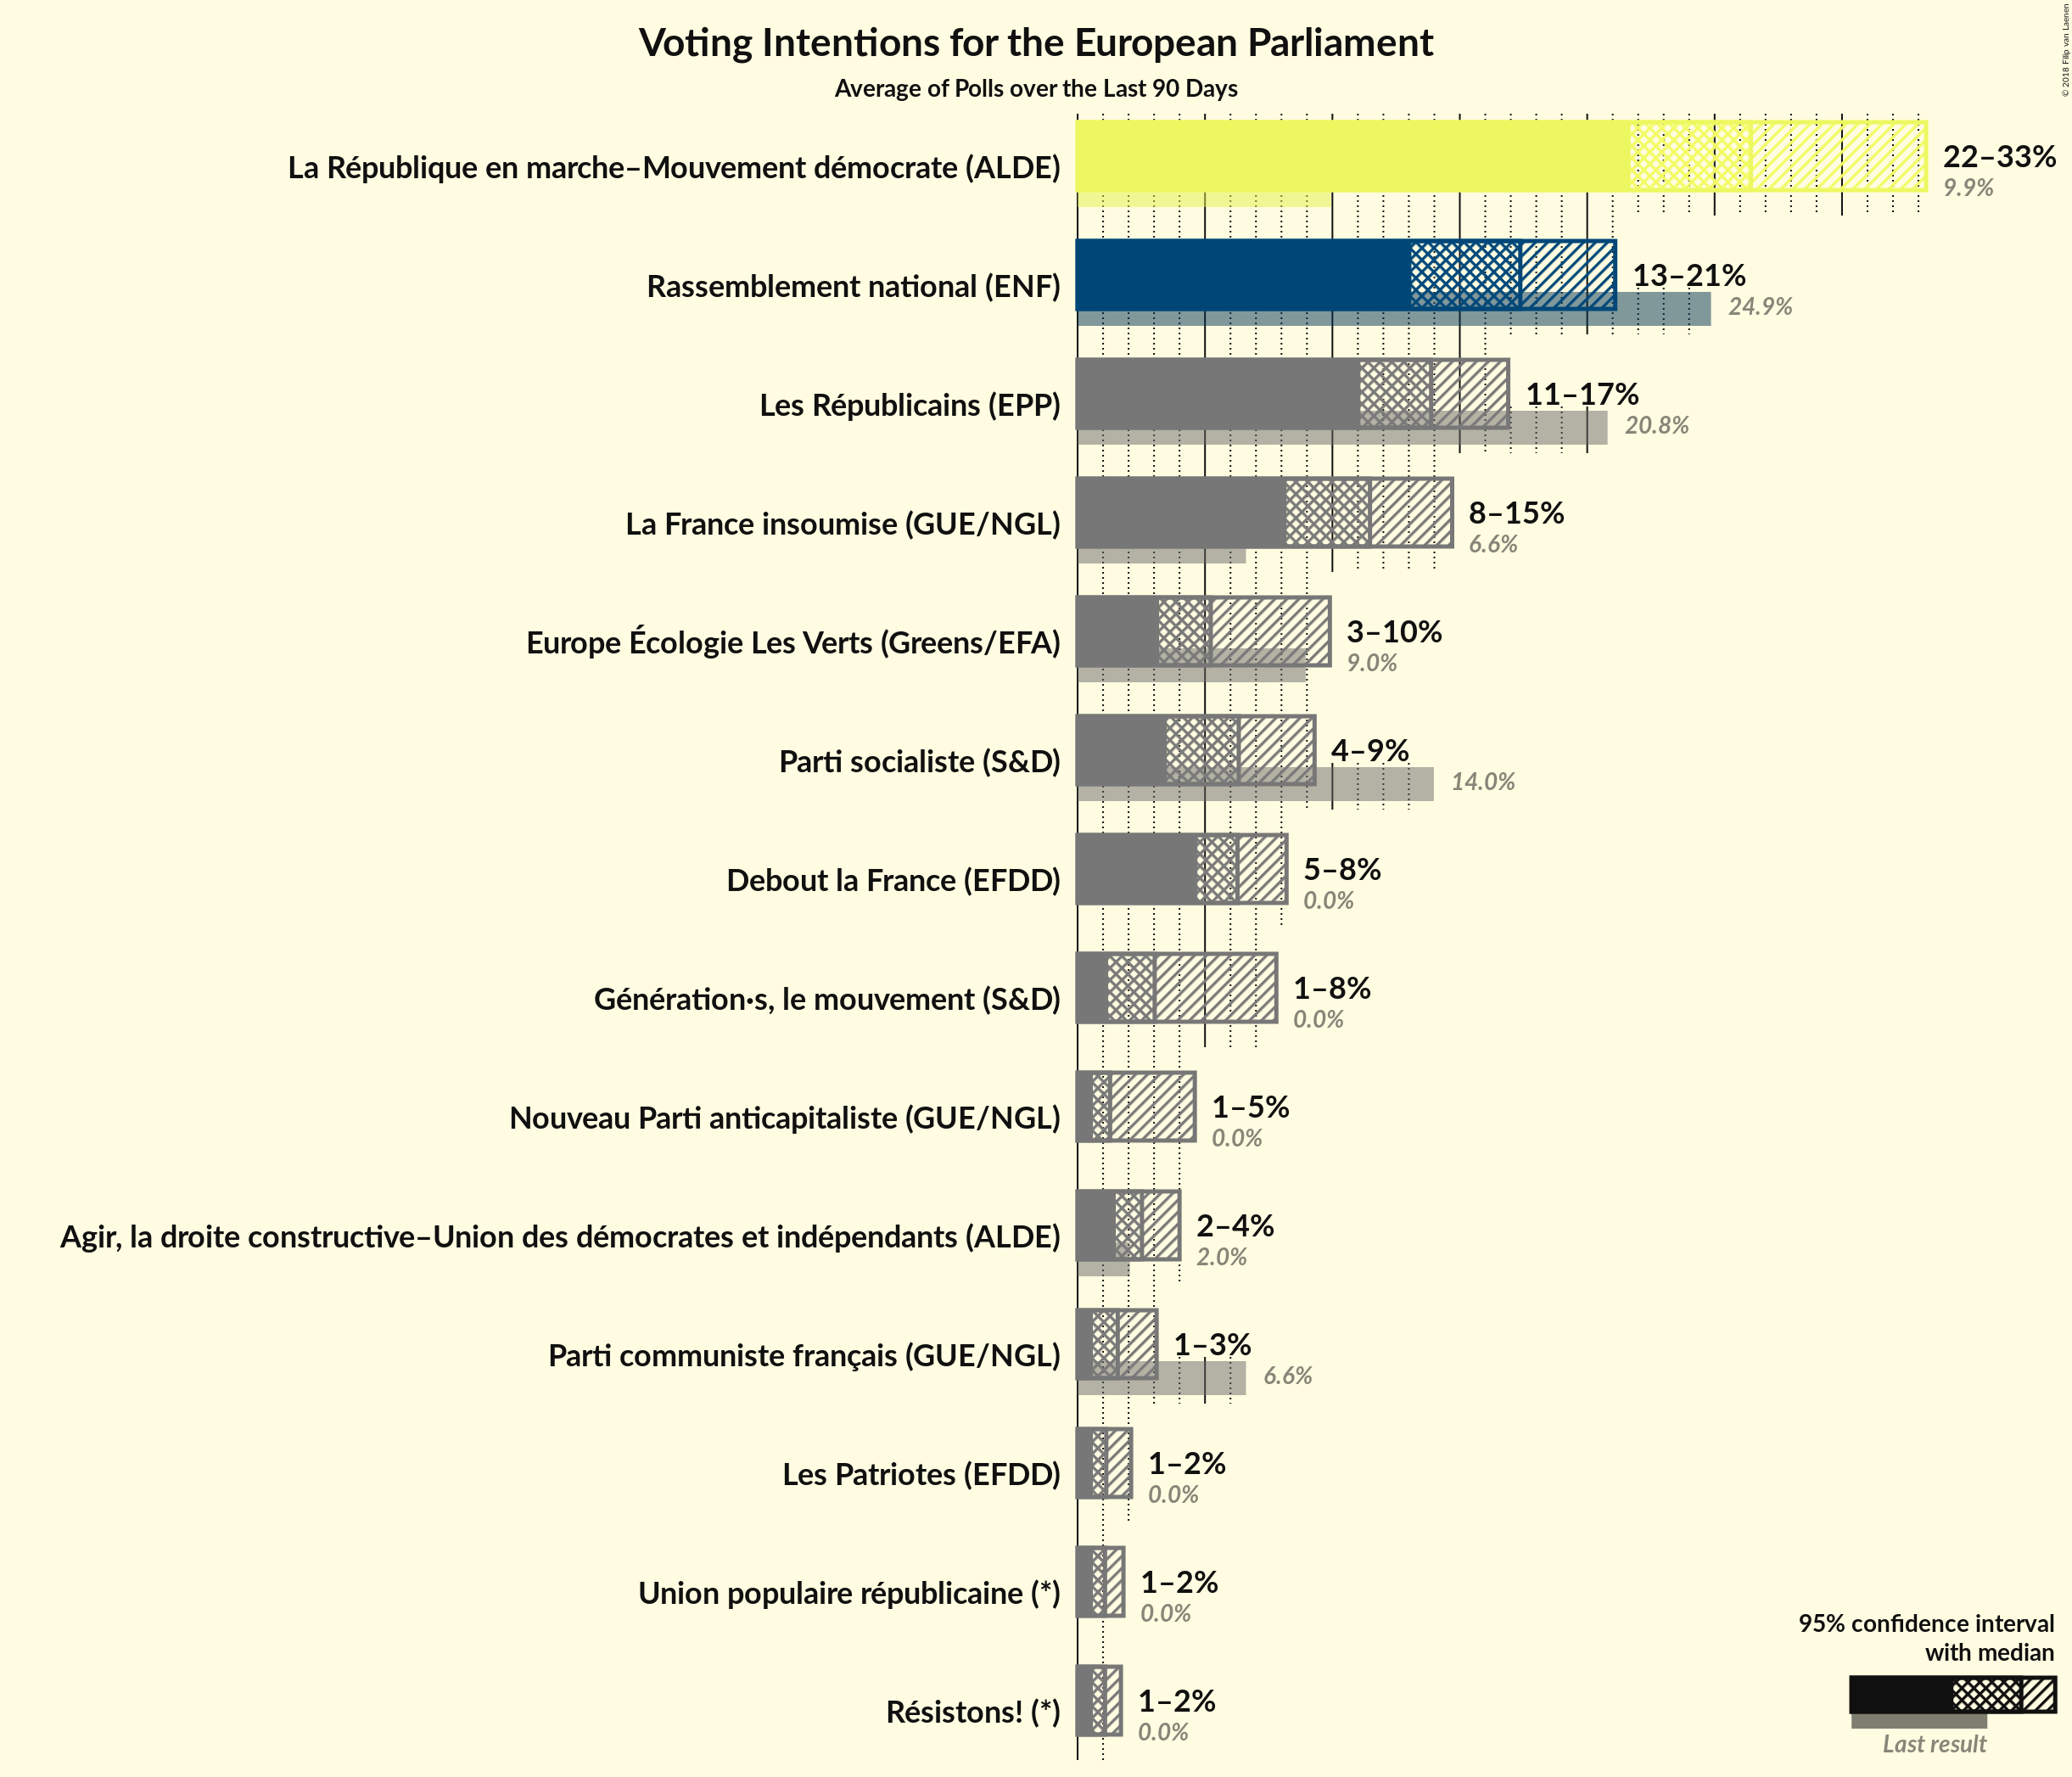 Voting Intentions for the European Parliament
Average of Polls over the Last 90 Days
© 2018 Filip van Laenen
La République en marche–Mouvement démocrate (ALDE)
22–33%
9.9%
Rassemblement national (ENF)
13–21%
24.9%
Les Républicains (EPP)
11–17%
20.8%
La France insoumise (GUE/NGL)
8–15%
6.6%
Europe Écologie Les Verts (Greens/EFA)
3–10%
9.0%
Parti socialiste (S&D)
4–9%
14.0%
Debout la France (EFDD)
5–8%
0.0%
Génération·s, le mouvement (S&D)
1–8%
0.0%
Nouveau Parti anticapitaliste (GUE/NGL)
1–5%
0.0%
Agir, la droite constructive–Union des démocrates et indépendants (ALDE)
2–4%
2.0%
Parti communiste français (GUE/NGL)
1–3%
6.6%
Les Patriotes (EFDD)
1–2%
0.0%
Union populaire républicaine (*)
1–2%
0.0%
Résistons! (*)
1–2%
0.0%
95% confidence interval
with median
Last result